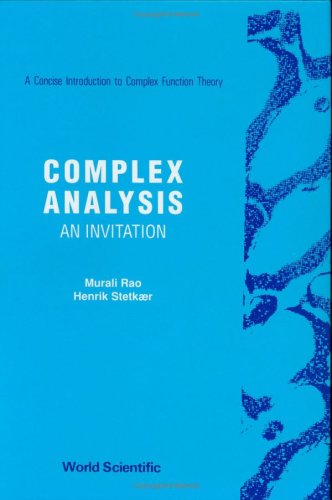 A Concise Introduction to Complex Function Theory
COMPLEX
ANALYSIS
AN INVITATION
Murali Rao
Henrik Stetkær
World Scientific